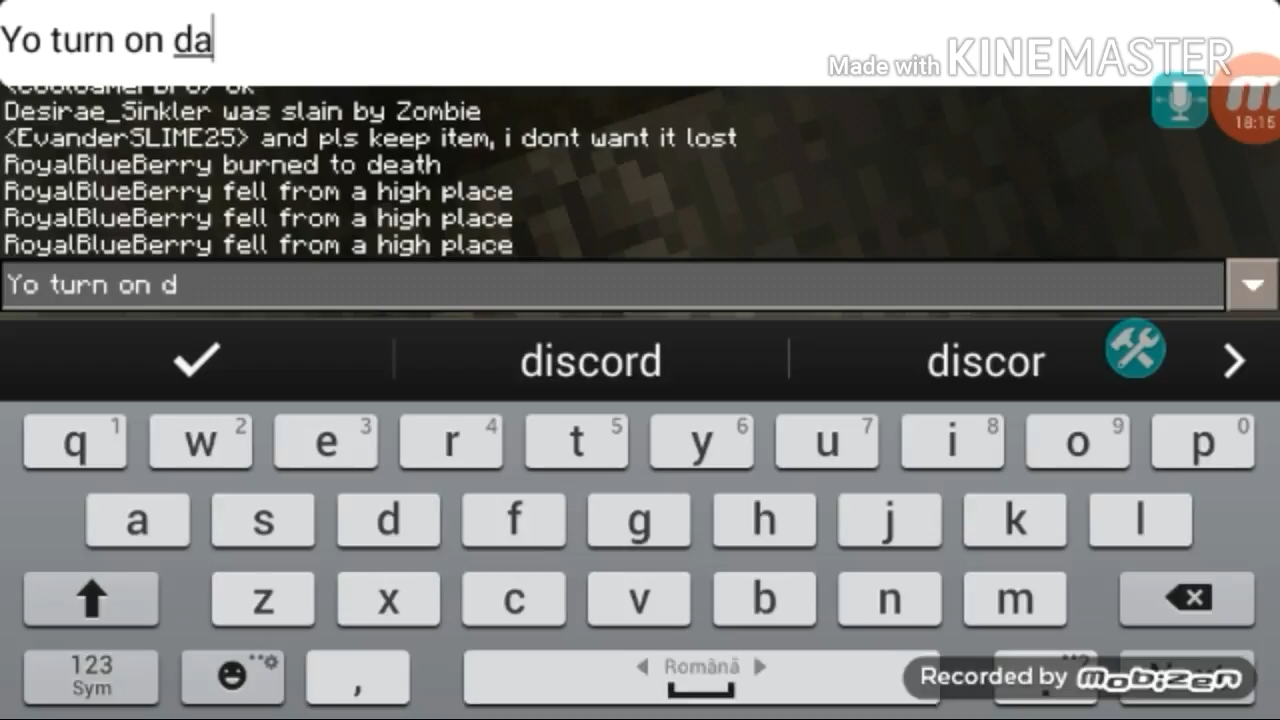 Yo turn on da
Made with KINEMASTER
<CoolGamerBro> ok
Desirae_Sinkler was slain by Zombie
18:15
<EvanderSLIME25> and pls keep item, i dont want it lost
RoyalBlueBerry burned to death
RoyalBlueBerry fell from a high place
RoyalBlueBerry fell from a high place
RoyalBlueBerry fell from a high place
Yo turn on d
discord discor
q 1 w 2 e 3 r 4 t 5 y 6 u 7 i 8 o 9 p 0
a s d f g h j k l
z x c v b n m
123 Sym , Română
Recorded by mobizen